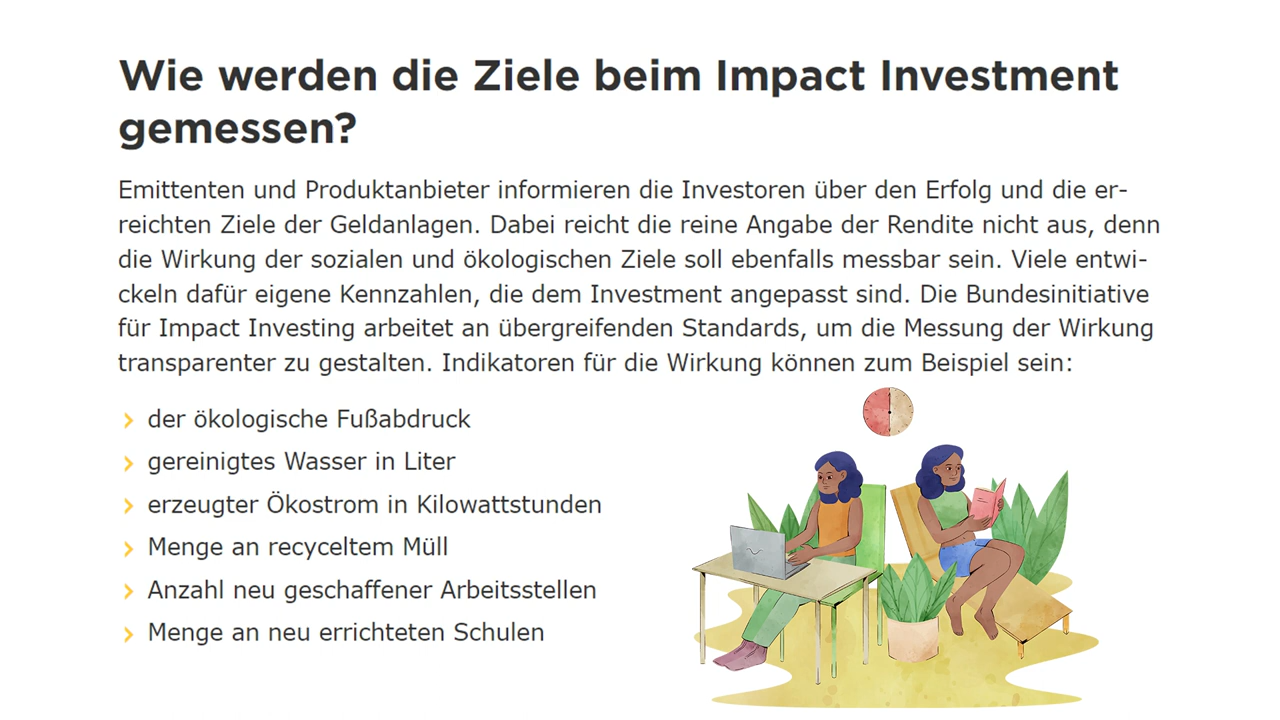 Wie werden die Ziele beim Impact Investment
gemessen?
Emittenten und Produktanbieter informieren die Investoren über den Erfolg und die er-
reichten Ziele der Geldanlagen. Dabei reicht die reine Angabe der Rendite nicht aus, denn
die Wirkung der sozialen und ökologischen Ziele soll ebenfalls messbar sein. Viele entwi-
ckeln dafür eigene Kennzahlen, die dem Investment angepasst sind. Die Bundesinitiative
für Impact Investing arbeitet an übergreifenden Standards, um die Messung der Wirkung
transparenter zu gestalten. Indikatoren für die Wirkung können zum Beispiel sein:
der ökologische Fußabdruck
gereinigtes Wasser in Liter
erzeugter Ökostrom in Kilowattstunden
Menge an recyceltem Müll
Anzahl neu geschaffener Arbeitsstellen
Menge an neu errichteten Schulen